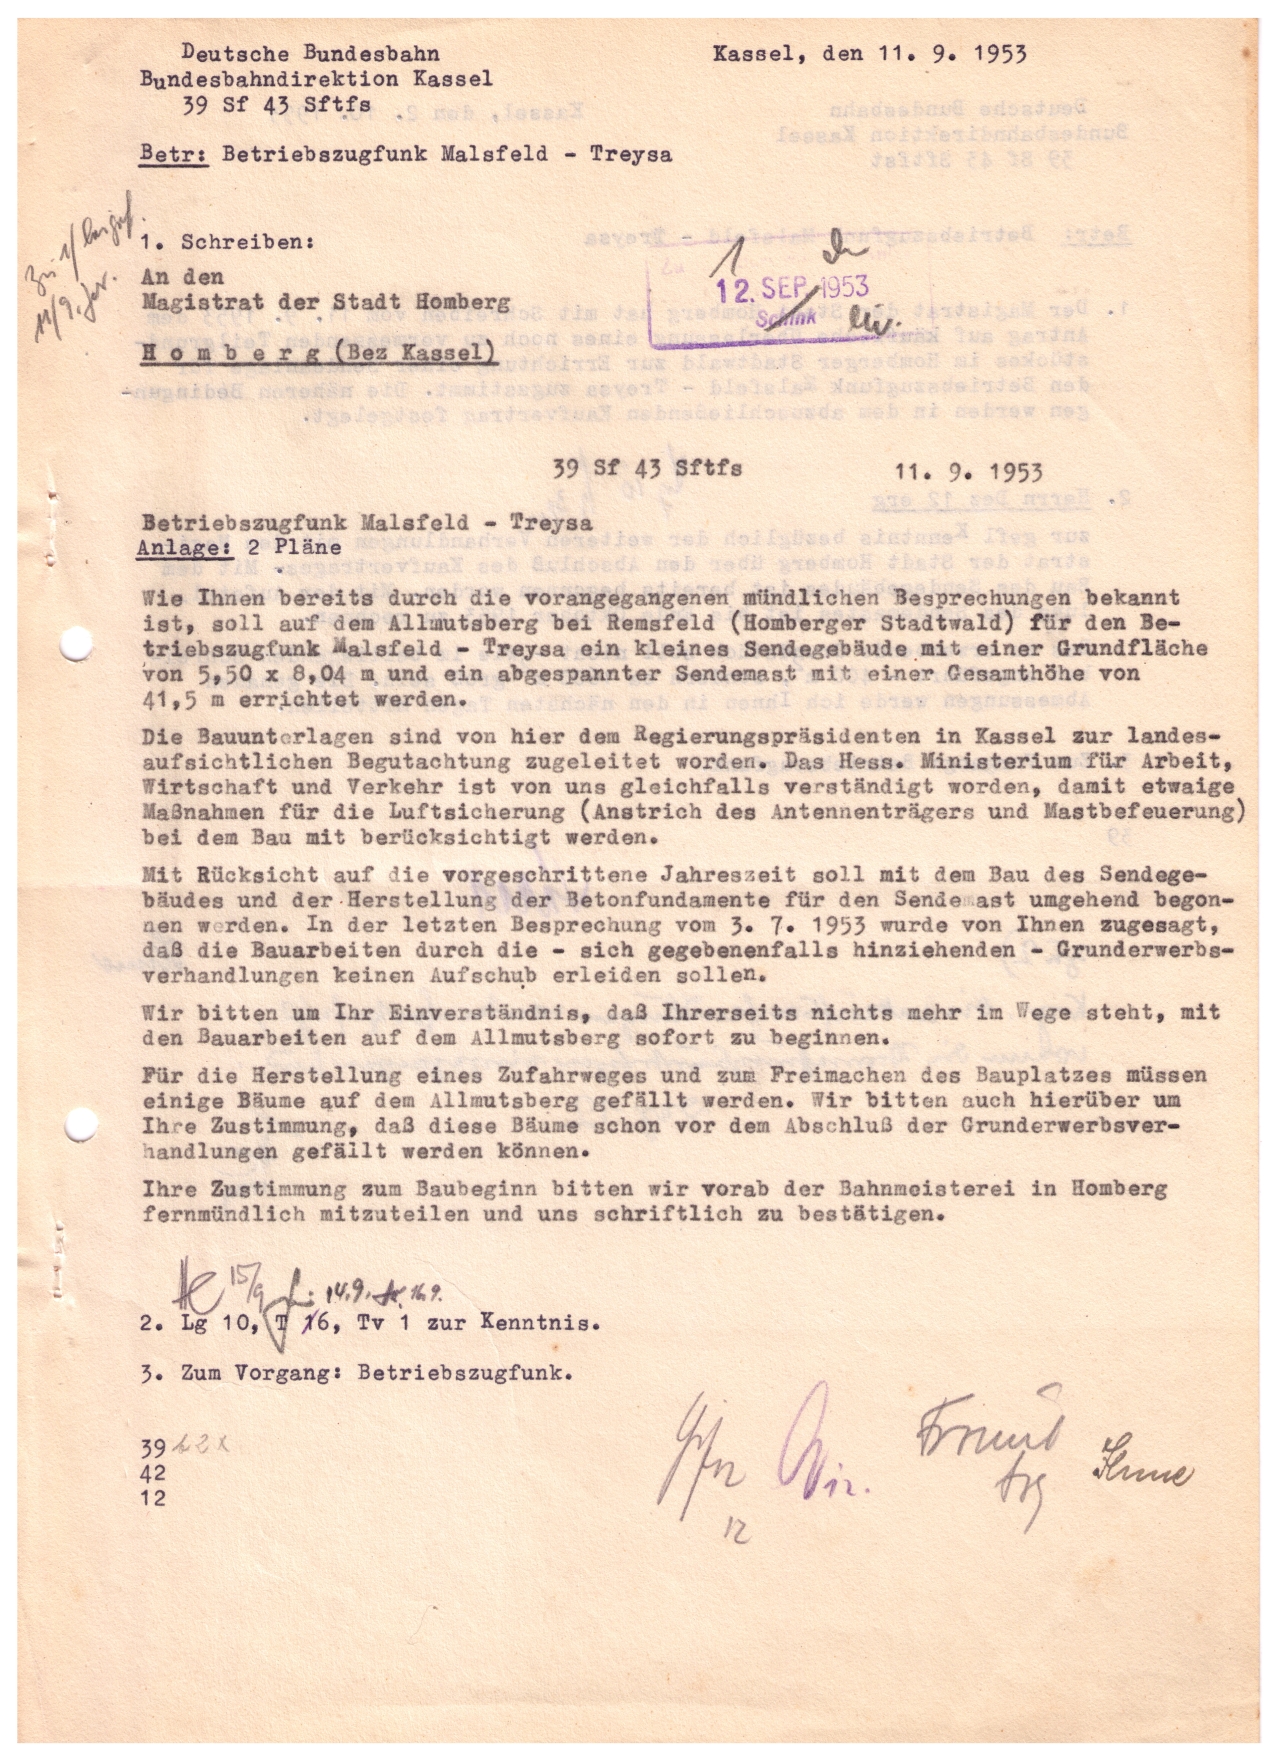 Deutsche Bundesbahn
Bundesbahndirektion Kassel
39 Sf 43 Sftfs
Kassel, den 11. 9. 1953
Betr: Betriebszugfunk Malsfeld - Treysa
1. Schreiben:
An den
Magistrat der Stadt Homberg
H o m b e r g (Bez Kassel)
12. SEP. 1953
Schink
39 Sf 43 Sftfs 11. 9. 1953
Betriebszugfunk Malsfeld - Treysa
Anlage: 2 Pläne
Wie Ihnen bereits durch die vorangegangenen mündlichen Besprechungen bekannt
ist, soll auf dem Allmutsberg bei Remsfeld (Homberger Stadtwald) für den Be-
triebszugfunk Malsfeld - Treysa ein kleines Sendegebäude mit einer Grundfläche
von 5,50 x 8,04 m und ein abgespannter Sendemast mit einer Gesamthöhe von
41,5 m errichtet werden.
Die Bauunterlagen sind von hier dem Regierungspräsidenten in Kassel zur landes-
aufsichtlichen Begutachtung zugeleitet worden. Das Hess. Ministerium für Arbeit,
Wirtschaft und Verkehr ist von uns gleichfalls verständigt worden, damit etwaige
Maßnahmen für die Luftsicherung (Anstrich des Antennenträgers und Mastbefeuerung)
bei dem Bau mit berücksichtigt werden.
Mit Rücksicht auf die vorgeschrittene Jahreszeit soll mit dem Bau des Sendege-
bäudes und der Herstellung der Betonfundamente für den Sendemast umgehend begon-
nen werden. In der letzten Besprechung vom 3. 7. 1953 wurde von Ihnen zugesagt,
daß die Bauarbeiten durch die - sich gegebenenfalls hinziehenden - Grunderwerbs-
verhandlungen keinen Aufschub erleiden sollen.
Wir bitten um Ihr Einverständnis, daß Ihrerseits nichts mehr im Wege steht, mit
den Bauarbeiten auf dem Allmutsberg sofort zu beginnen.
Für die Herstellung eines Zufahrweges und zum Freimachen des Bauplatzes müssen
einige Bäume auf dem Allmutsberg gefällt werden. Wir bitten auch hierüber um
Ihre Zustimmung, daß diese Bäume schon vor dem Abschluß der Grunderwerbsver-
handlungen gefällt werden können.
Ihre Zustimmung zum Baubeginn bitten wir vorab der Bahnmeisterei in Homberg
fernmündlich mitzuteilen und uns schriftlich zu bestätigen.
15/9 14.9. 16.9.
2. Lg 10, T 16, Tv 1 zur Kenntnis.
3. Zum Vorgang: Betriebszugfunk.
39
42
12
12